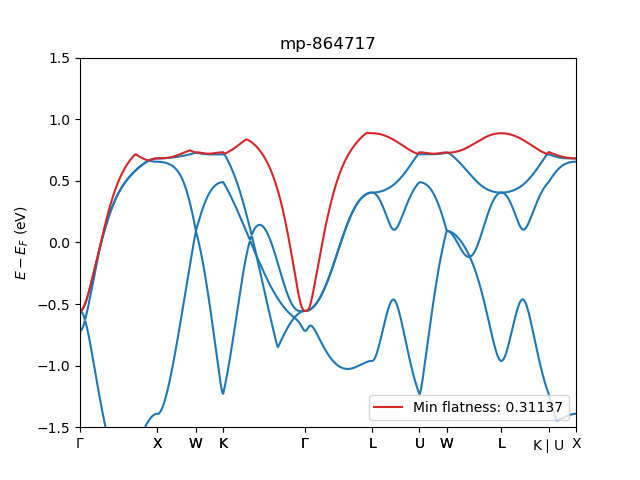 mp-864717
1.5
1.0
0.5
0.0
−0.5
−1.0
−1.5
E − E_F (eV)
Min flatness: 0.31137
Γ X W K Γ L U W L K | U X